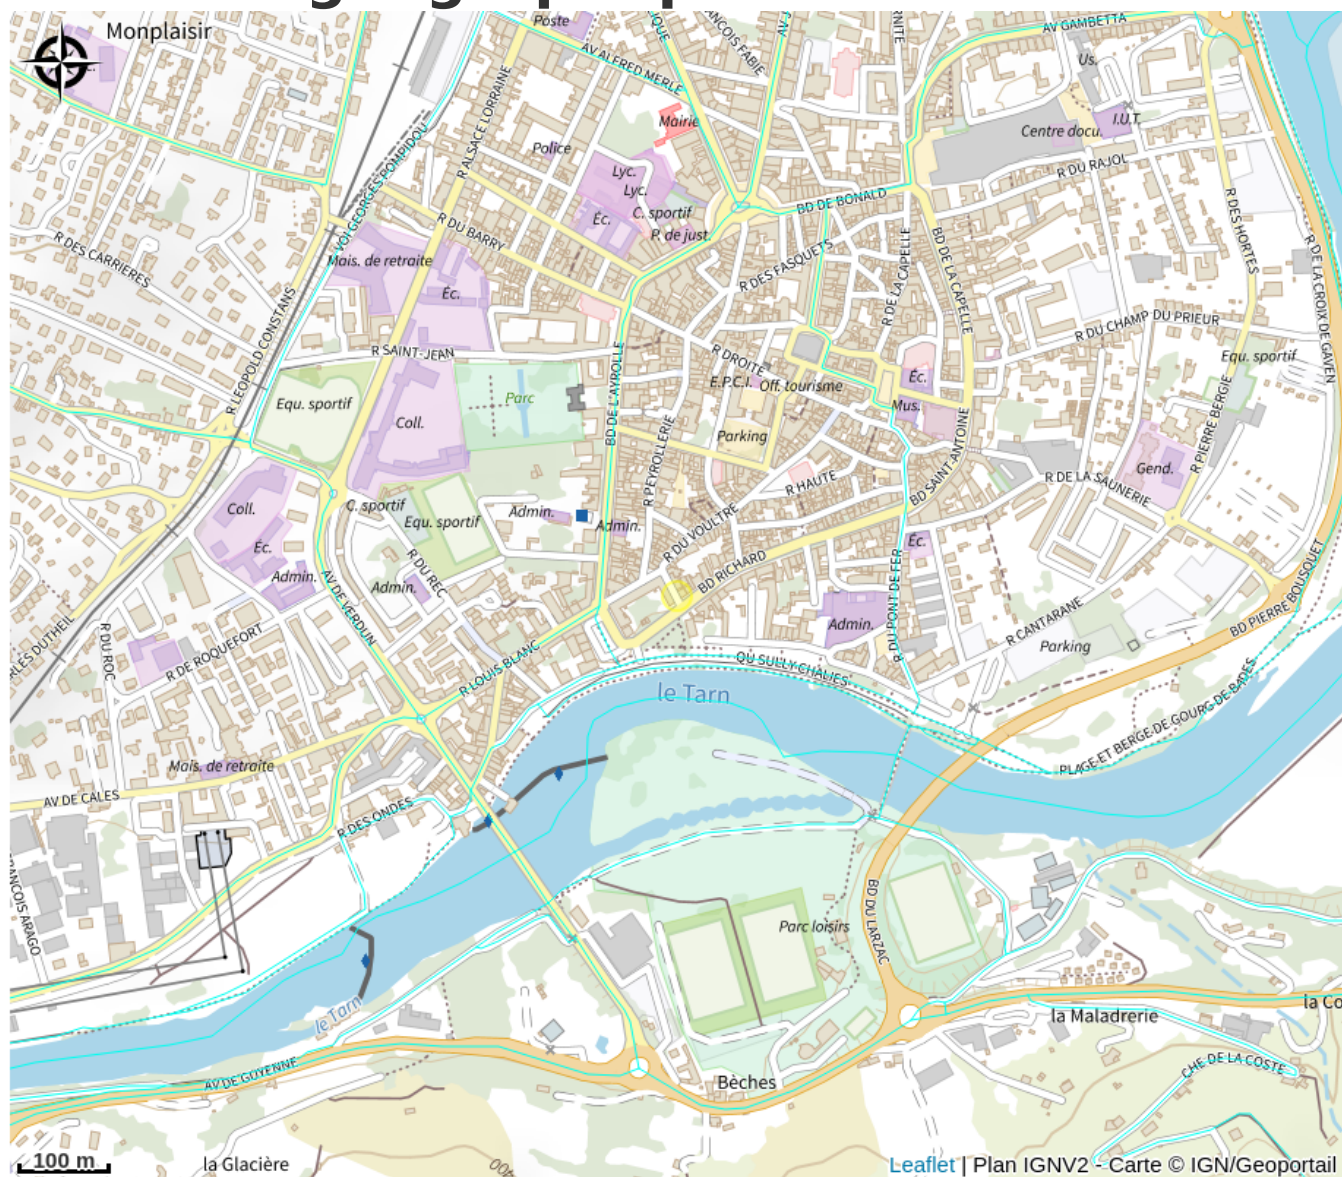 Monplaisir
Poste
AV ALFRED MERLE
AV GAMBETTA
Us.
I.U.T.
Centre docu.
Mairie
Police
R ALSACE LORRAINE
VOI GEORGES POMPIDOU
Lyc.
Lyc.
C. sportif
Éc.
P. de just.
BD DE BONALD
R DU RAJOL
R DES HORTES
R DE LA CROIX DE GAVEN
R DU BARRY
R DES CARRIERES
Mais. de retraite
Éc.
R DES FASQUETS
R DE LA CAPELLE
BD DE LA CAPELLE
R LEOPOLD CONSTANS
R SAINT-JEAN
BD DE L'AYROLLE
R DROITE
R DU CHAMP DU PRIEUR
Equ. sportif
E.P.C.I.
Off. tourisme
Éc.
Mus.
Equ. sportif
Parc
Coll.
Parking
R PEYROLLERIE
R PIERRE BERGIE
Gend.
R HAUTE
BD SAINT-ANTOINE
R DE LA SAUNERIE
Coll.
C. sportif
Equ. sportif
Admin.
Admin.
R DU VOULTRE
Éc.
Éc.
Admin.
Admin.
R DU REC
BD RICHARD
R DU PONT DE FER
BD PIERRE BOUSQUET
AV DE VERDUN
R DU ROC
R DE ROQUEFORT
Admin.
R CANTARANE
Parking
R LOUIS BLANC
QU SULLY CHALIES
le Tarn
PLAGE ET BERGE DE GOURG DE BADES
Mais. de retraite
AV DE CALES
R DES ONDES
BD DU LARZAC
Parc loisirs
le Tarn
la Maladrerie
AV DE GUYENNE
Bèches
CHE DE LA COSTE
la Glacière
100 m
Leaflet | Plan IGNV2 - Carte © IGN/Geoportail